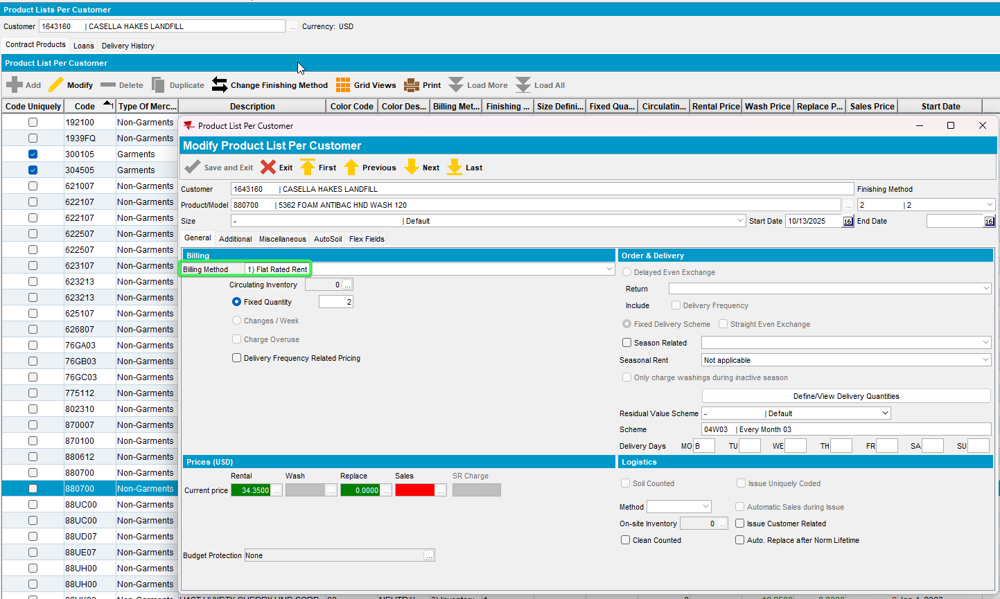 Product Lists Per Customer
Customer 1643160 | CASELLA HAKES LANDFILL ... Currency: USD
Contract Products Loans Delivery History
Product List Per Customer
Add Modify Delete Duplicate Change Finishing Method Grid Views Print Load More Load All
Code Uniquely Code 1 Type Of Merc... Description Color Code Color Des... Billing Met... Finishing ... Size Defini... Fixed Qua... Circulatin... Rental Price Wash Price Replace P... Sales Price Start Date
192100 Non-Garments
1939FQ Non-Garments
300105 Garments
304505 Garments
621007 Non-Garments
622107 Non-Garments
622107 Non-Garments
622507 Non-Garments
622507 Non-Garments
623107 Non-Garments
623213 Non-Garments
623213 Non-Garments
625107 Non-Garments
626807 Non-Garments
76GA03 Non-Garments
76GB03 Non-Garments
76GC03 Non-Garments
775112 Non-Garments
802310 Non-Garments
870007 Non-Garments
870100 Non-Garments
880612 Non-Garments
880700 Non-Garments
880700 Non-Garments
88UC00 Non-Garments
88UC00 Non-Garments
88UD07 Non-Garments
88UE07 Non-Garments
88UH00 Non-Garments
88UH00 Non-Garments
Product List Per Customer
Modify Product List Per Customer
Save and Exit Exit First Previous Next Last
Customer 1643160 | CASELLA HAKES LANDFILL Finishing Method
Product/Model 880700 | 5362 FOAM ANTIBAC HND WASH 120 ... 2 | 2
Size - | Default Start Date 10/13/2025 16 End Date 16
General Additional Miscellaneous AutoSoil Flex Fields
Billing
Billing Method 1) Flat Rated Rent
Circulating Inventory 0 ...
Fixed Quantity 2
Changes / Week
Charge Overuse
Delivery Frequency Related Pricing
Order & Delivery
Delayed Even Exchange
Return
Include Delivery Frequency
Fixed Delivery Scheme Straight Even Exchange
Season Related
Seasonal Rent Not applicable
Only charge washings during inactive season
Define/View Delivery Quantities
Residual Value Scheme - | Default
Scheme 04W03 | Every Month 03
Delivery Days MO B TU WE TH FR SA SU
Prices (USD)
Rental Wash Replace Sales SR Charge
Current price 34.3500 ... ... 0.0000 ... ...
Budget Protection None ...
Logistics
Soil Counted Issue Uniquely Coded
Method Automatic Sales during Issue
On-site Inventory 0 ... Issue Customer Related
Clean Counted Auto. Replace after Norm Lifetime